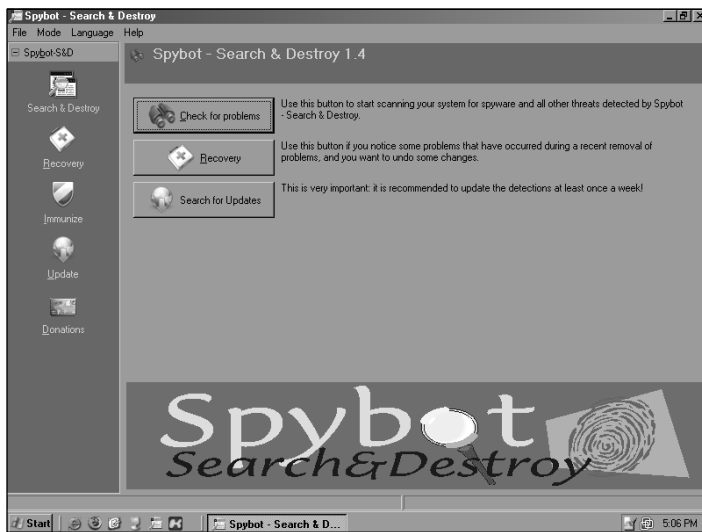 Spybot - Search & Destroy
File Mode Language Help
Spybot-S&D
Spybot - Search & Destroy 1.4
Search & Destroy
Recovery
Immunize
Update
Donations
Check for problems
Use this button to start scanning your system for spyware and all other threats detected by Spybot
- Search & Destroy.
Recovery
Use this button if you notice some problems that have occurred during a recent removal of
problems, and you want to undo some changes.
Search for Updates
This is very important: it is recommended to update the detections at least once a week!
Spybot
Search&Destroy
Start
Spybot - Search & D...
5:06 PM